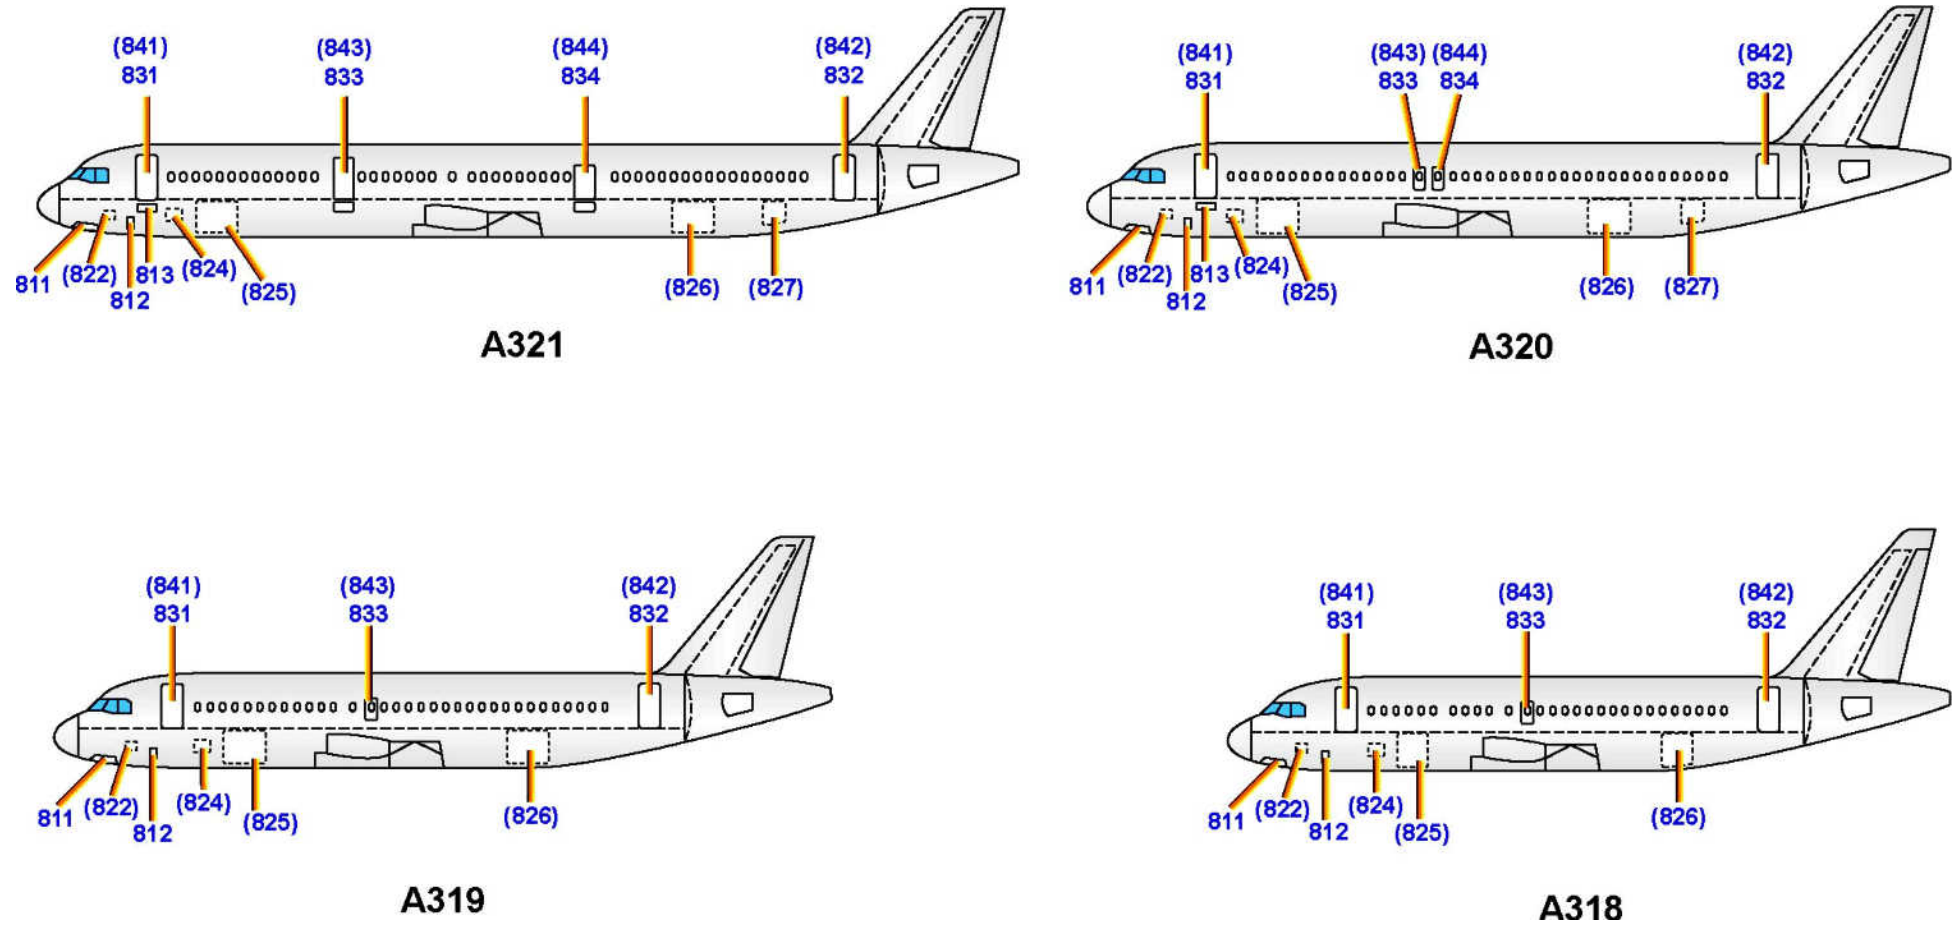 (841) (843) (844) (842)
831 833 834 832
811 (822) 812 813 (824) (825) (826) (827)
A321
(841) (843) (844) (842)
831 833 834 832
811 (822) 812 813 (824) (825) (826) (827)
A320
(841) (843) (842)
831 833 832
811 (822) 812 (824) (825) (826)
A319
(841) (843) (842)
831 833 832
811 (822) 812 (824) (825) (826)
A318